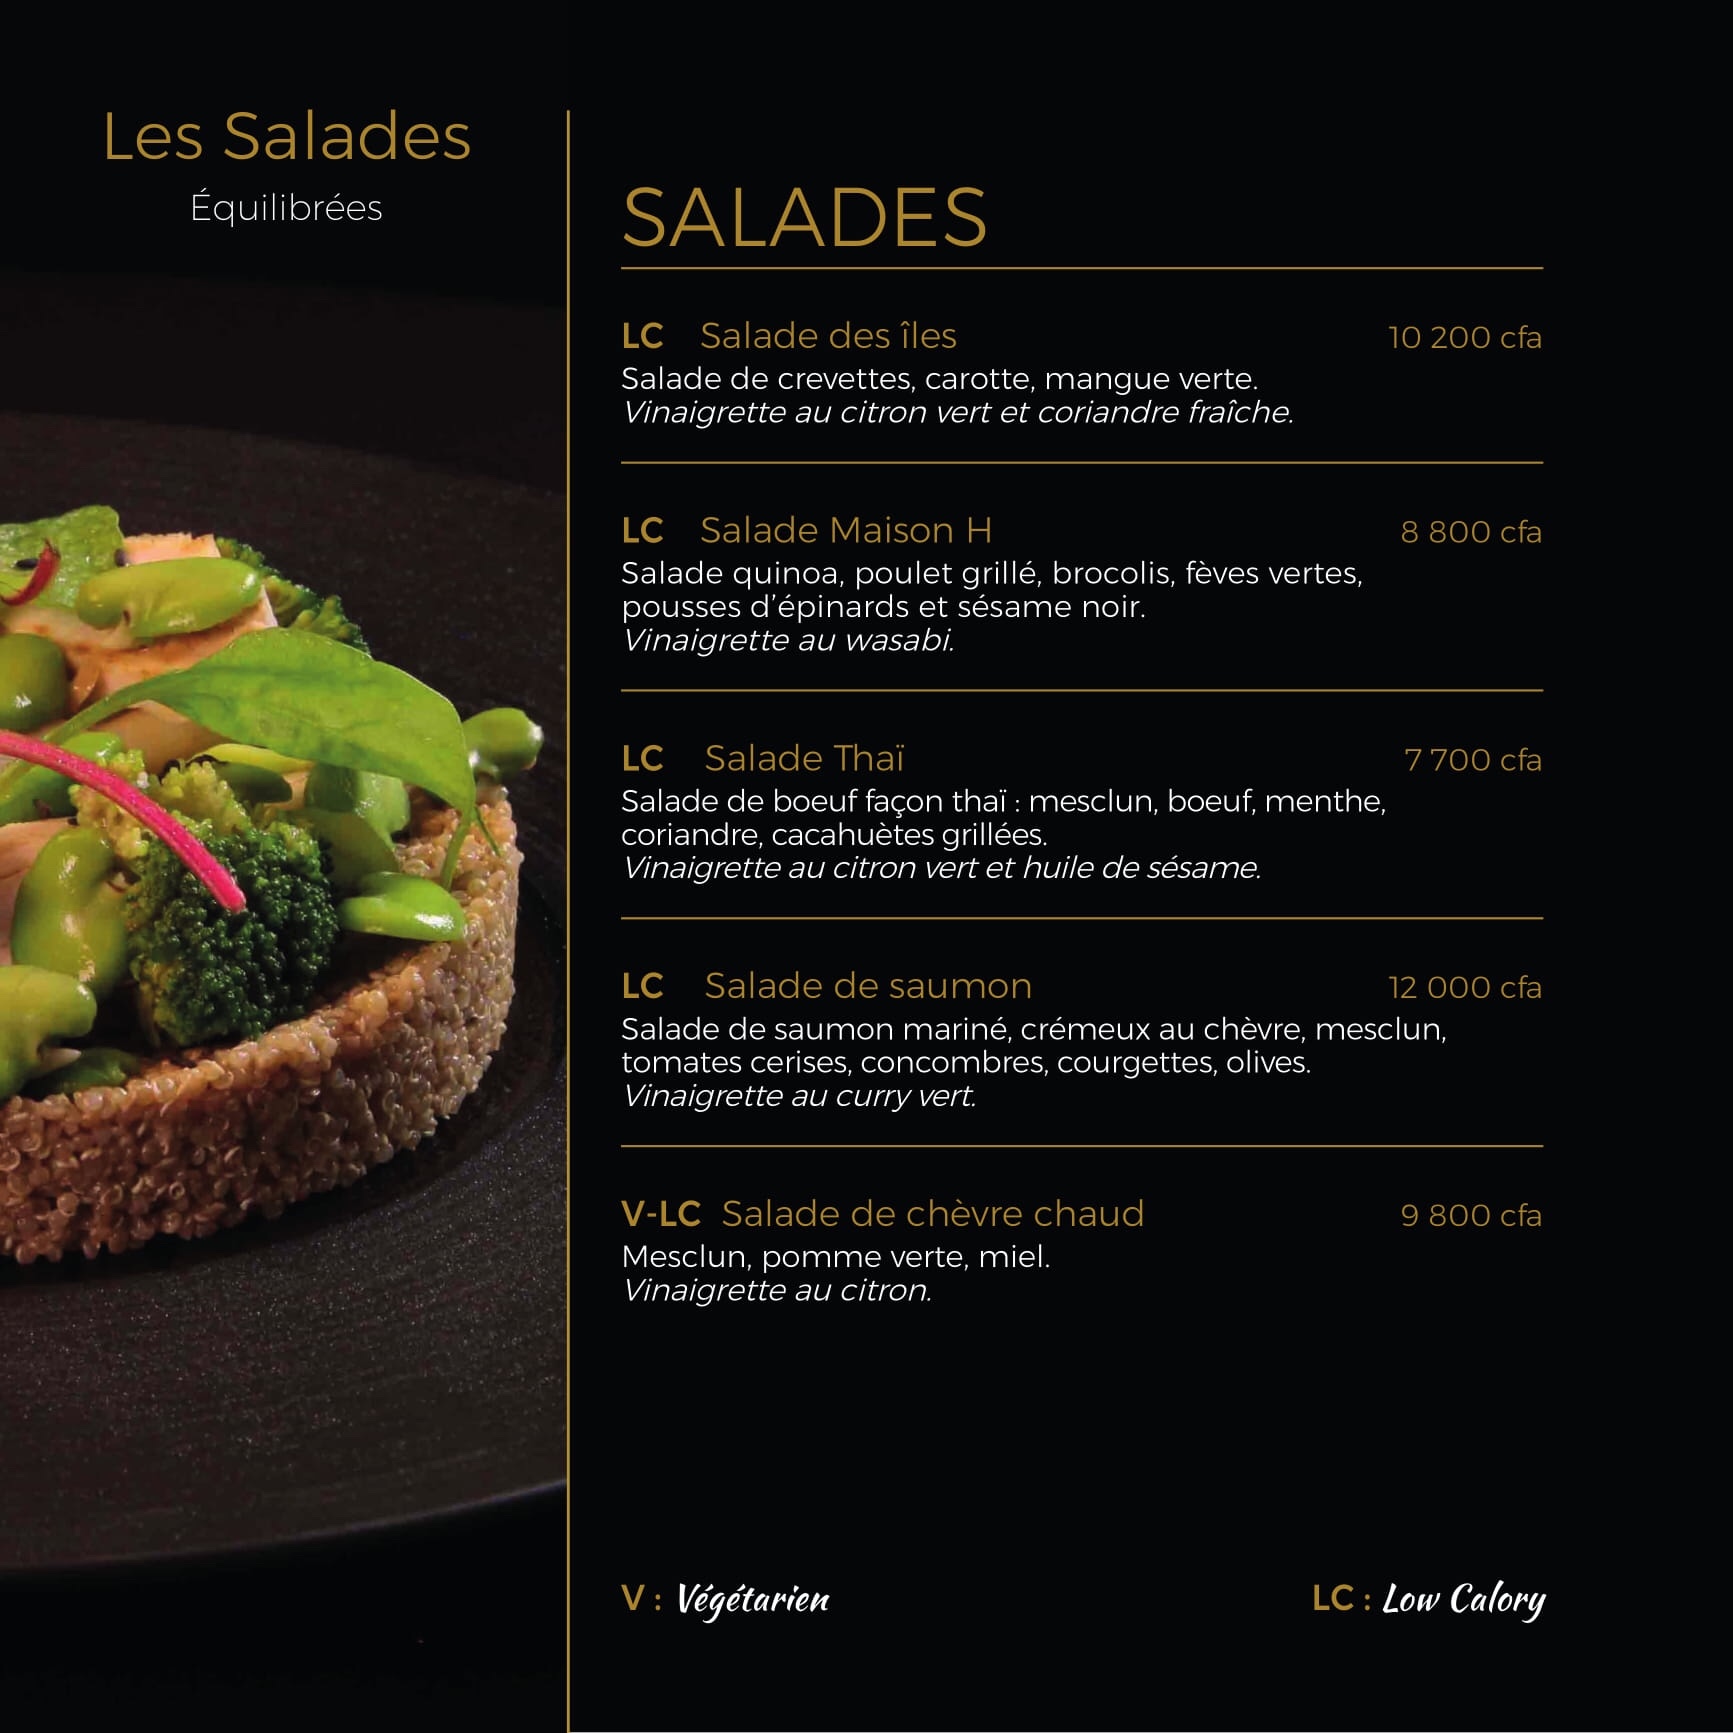 Les Salades
Équilibrées
SALADES
LC Salade des îles 10 200 cfa
Salade de crevettes, carotte, mangue verte.
Vinaigrette au citron vert et coriandre fraîche.
LC Salade Maison H 8 800 cfa
Salade quinoa, poulet grillé, brocolis, fèves vertes,
pousses d’épinards et sésame noir.
Vinaigrette au wasabi.
LC Salade Thaï 7 700 cfa
Salade de boeuf façon thaï : mesclun, boeuf, menthe,
coriandre, cacahuètes grillées.
Vinaigrette au citron vert et huile de sésame.
LC Salade de saumon 12 000 cfa
Salade de saumon mariné, crémeux au chèvre, mesclun,
tomates cerises, concombres, courgettes, olives.
Vinaigrette au curry vert.
V-LC Salade de chèvre chaud 9 800 cfa
Mesclun, pomme verte, miel.
Vinaigrette au citron.
V : Végétarien LC : Low Calory